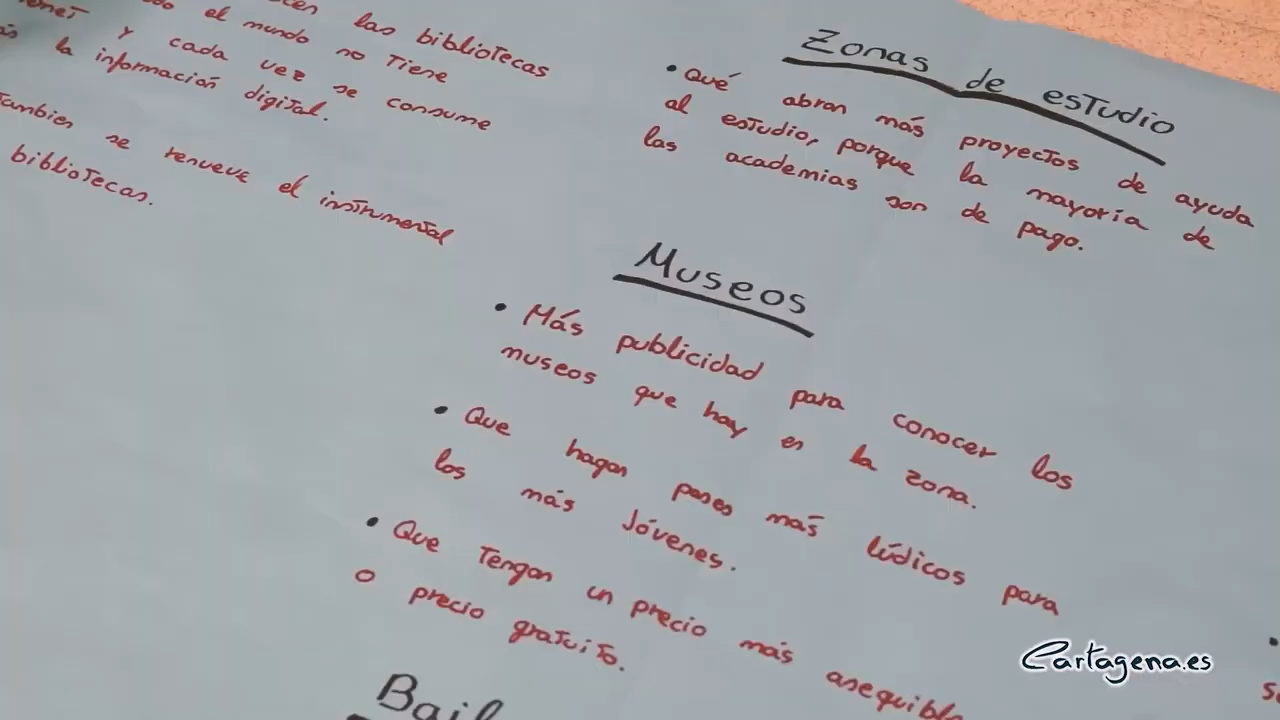 las bibliotecas
el mundo no Tiene
y cada vez se consume
la información digital.
Tambien se renueve el instrumental
bibliotecas.
Zonas de estudio
• Qué abran más proyectos de ayuda
al estudio, porque la mayoría de
las academias son de pago.
Museos
• Más publicidad para conocer los
museos que hay en la zona.
• Que hagan pases más lúdicos para
los más Jóvenes.
• Que Tengan un precio más asequible
o precio gratuito.
Cartagena.es